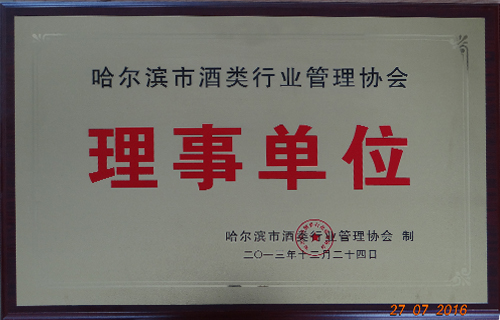 哈尔滨市酒类行业管理协会
理事单位
哈尔滨市酒类行业管理协会 制
二〇一三年十二月二十四日
27 07 2016